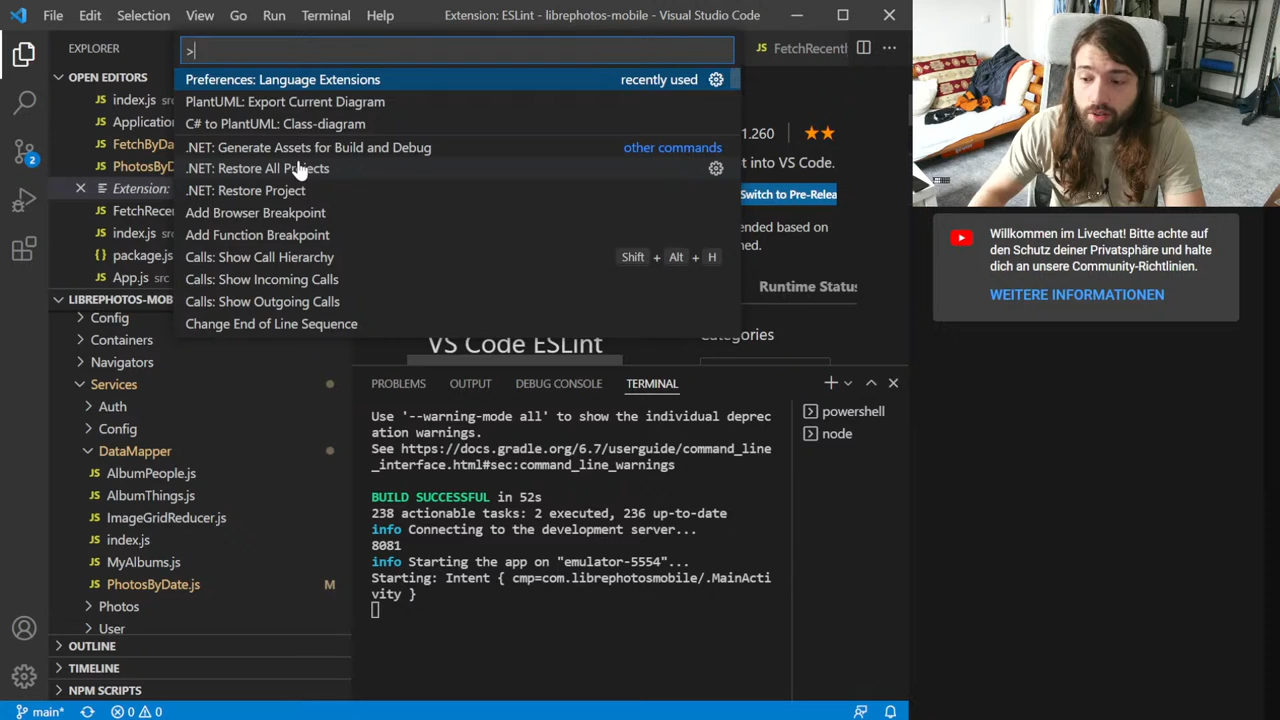 File Edit Selection View Go Run Terminal Help Extension: ESLint - librephotos-mobile - Visual Studio Code
EXPLORER
>
FetchRecent
OPEN EDITORS
Preferences: Language Extensions recently used
index.js
PlantUML: Export Current Diagram
Application
C# to PlantUML: Class-diagram
1.260
FetchByDa
.NET: Generate Assets for Build and Debug other commands
PhotosByD
.NET: Restore All Projects
int into VS Code.
Extension:
.NET: Restore Project
Switch to Pre-Relea
FetchRecen
Add Browser Breakpoint
ended based on
index.js
Add Function Breakpoint
package.js
Calls: Show Call Hierarchy Shift + Alt + H
App.js
Calls: Show Incoming Calls
Runtime Status
LIBREPHOTOS-MOB
Calls: Show Outgoing Calls
Config
Change End of Line Sequence
Categories
Containers
VS Code ESLint
Navigators
Services
Auth
Config
DataMapper
AlbumPeople.js
AlbumThings.js
ImageGridReducer.js
index.js
MyAlbums.js
PhotosByDate.js M
Photos
User
OUTLINE
TIMELINE
NPM SCRIPTS
PROBLEMS OUTPUT DEBUG CONSOLE TERMINAL
Use '--warning-mode all' to show the individual deprec
ation warnings.
See https://docs.gradle.org/6.7/userguide/command_line
_interface.html#sec:command_line_warnings
BUILD SUCCESSFUL in 52s
238 actionable tasks: 2 executed, 236 up-to-date
info Connecting to the development server...
8081
info Starting the app on "emulator-5554"...
Starting: Intent { cmp=com.librephotosmobile/.MainActi
vity }
powershell
node
main* 0 0
2
Willkommen im Livechat! Bitte achte auf
den Schutz deiner Privatsphäre und halte
dich an unsere Community-Richtlinien.
WEITERE INFORMATIONEN